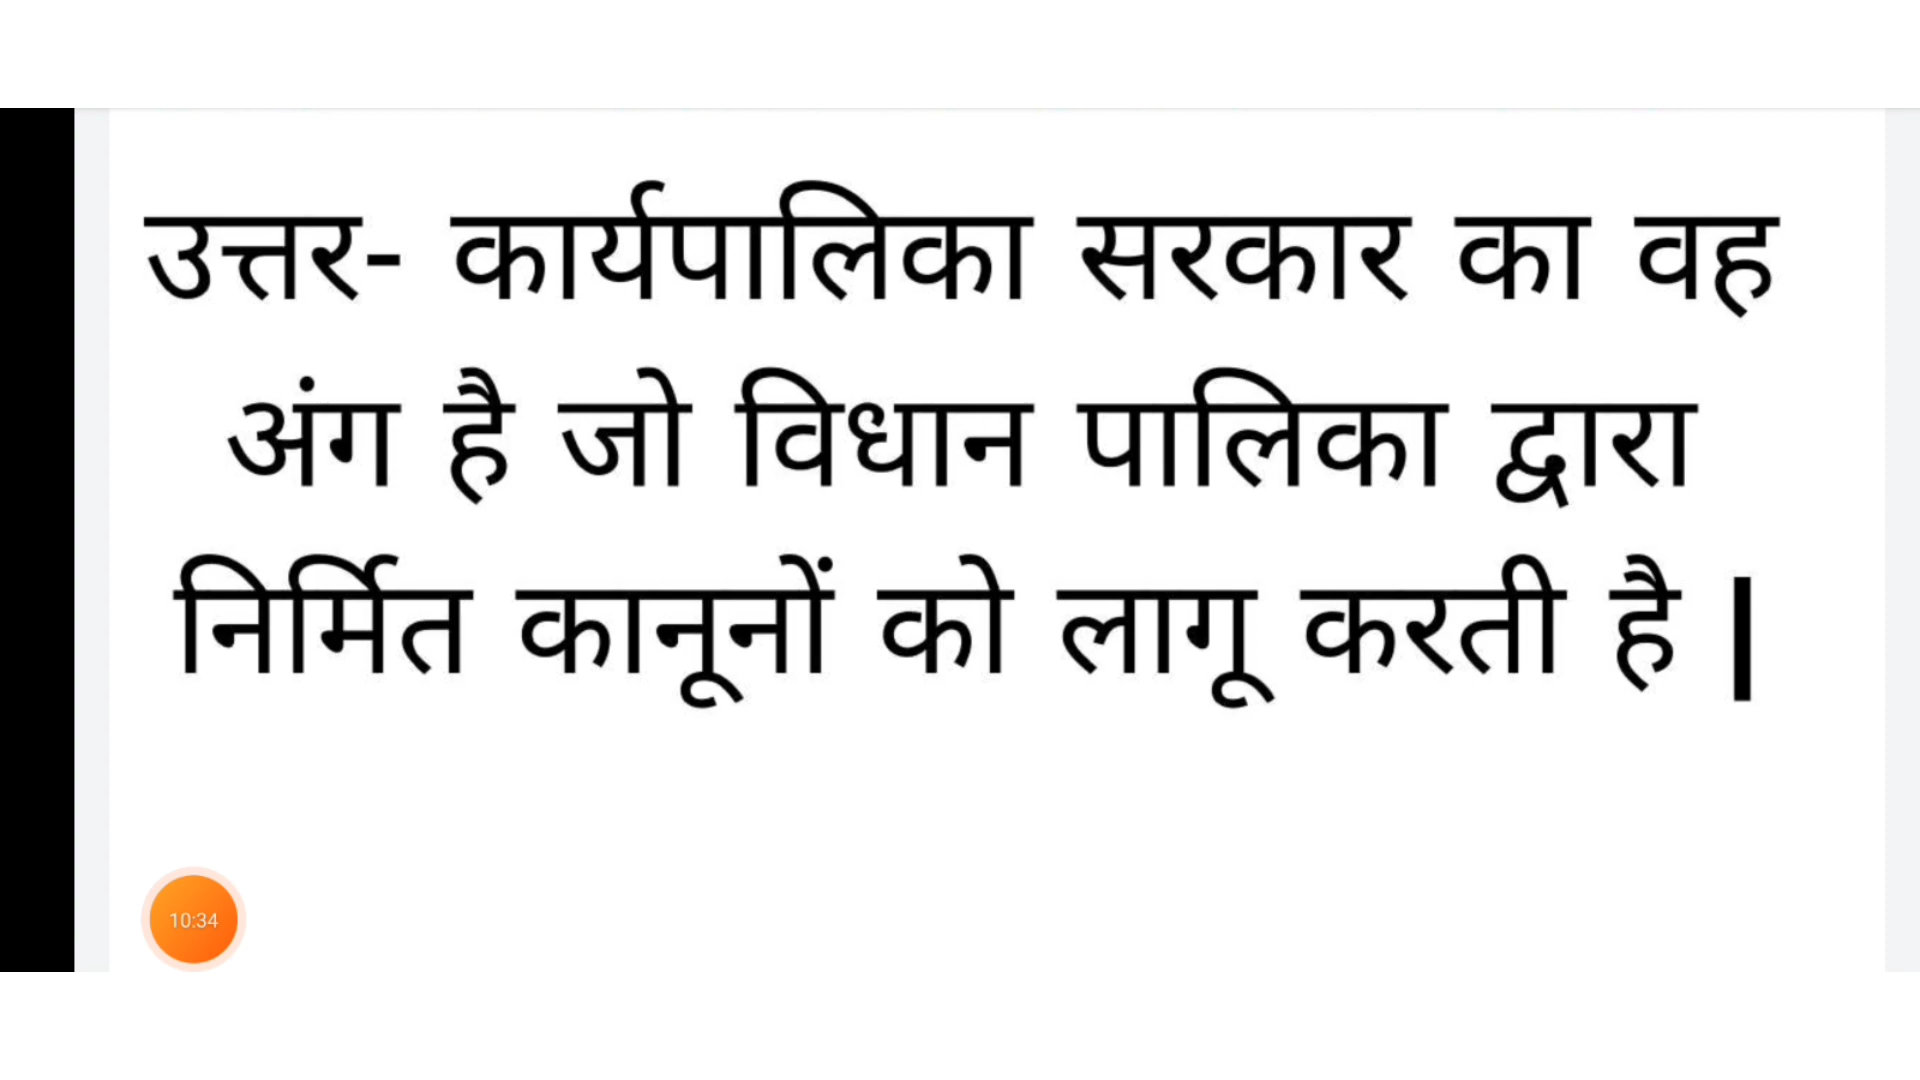 उत्तर- कार्यपालिका सरकार का वह
अंग है जो विधान पालिका द्वारा
निर्मित कानूनों को लागू करती है |
10:34